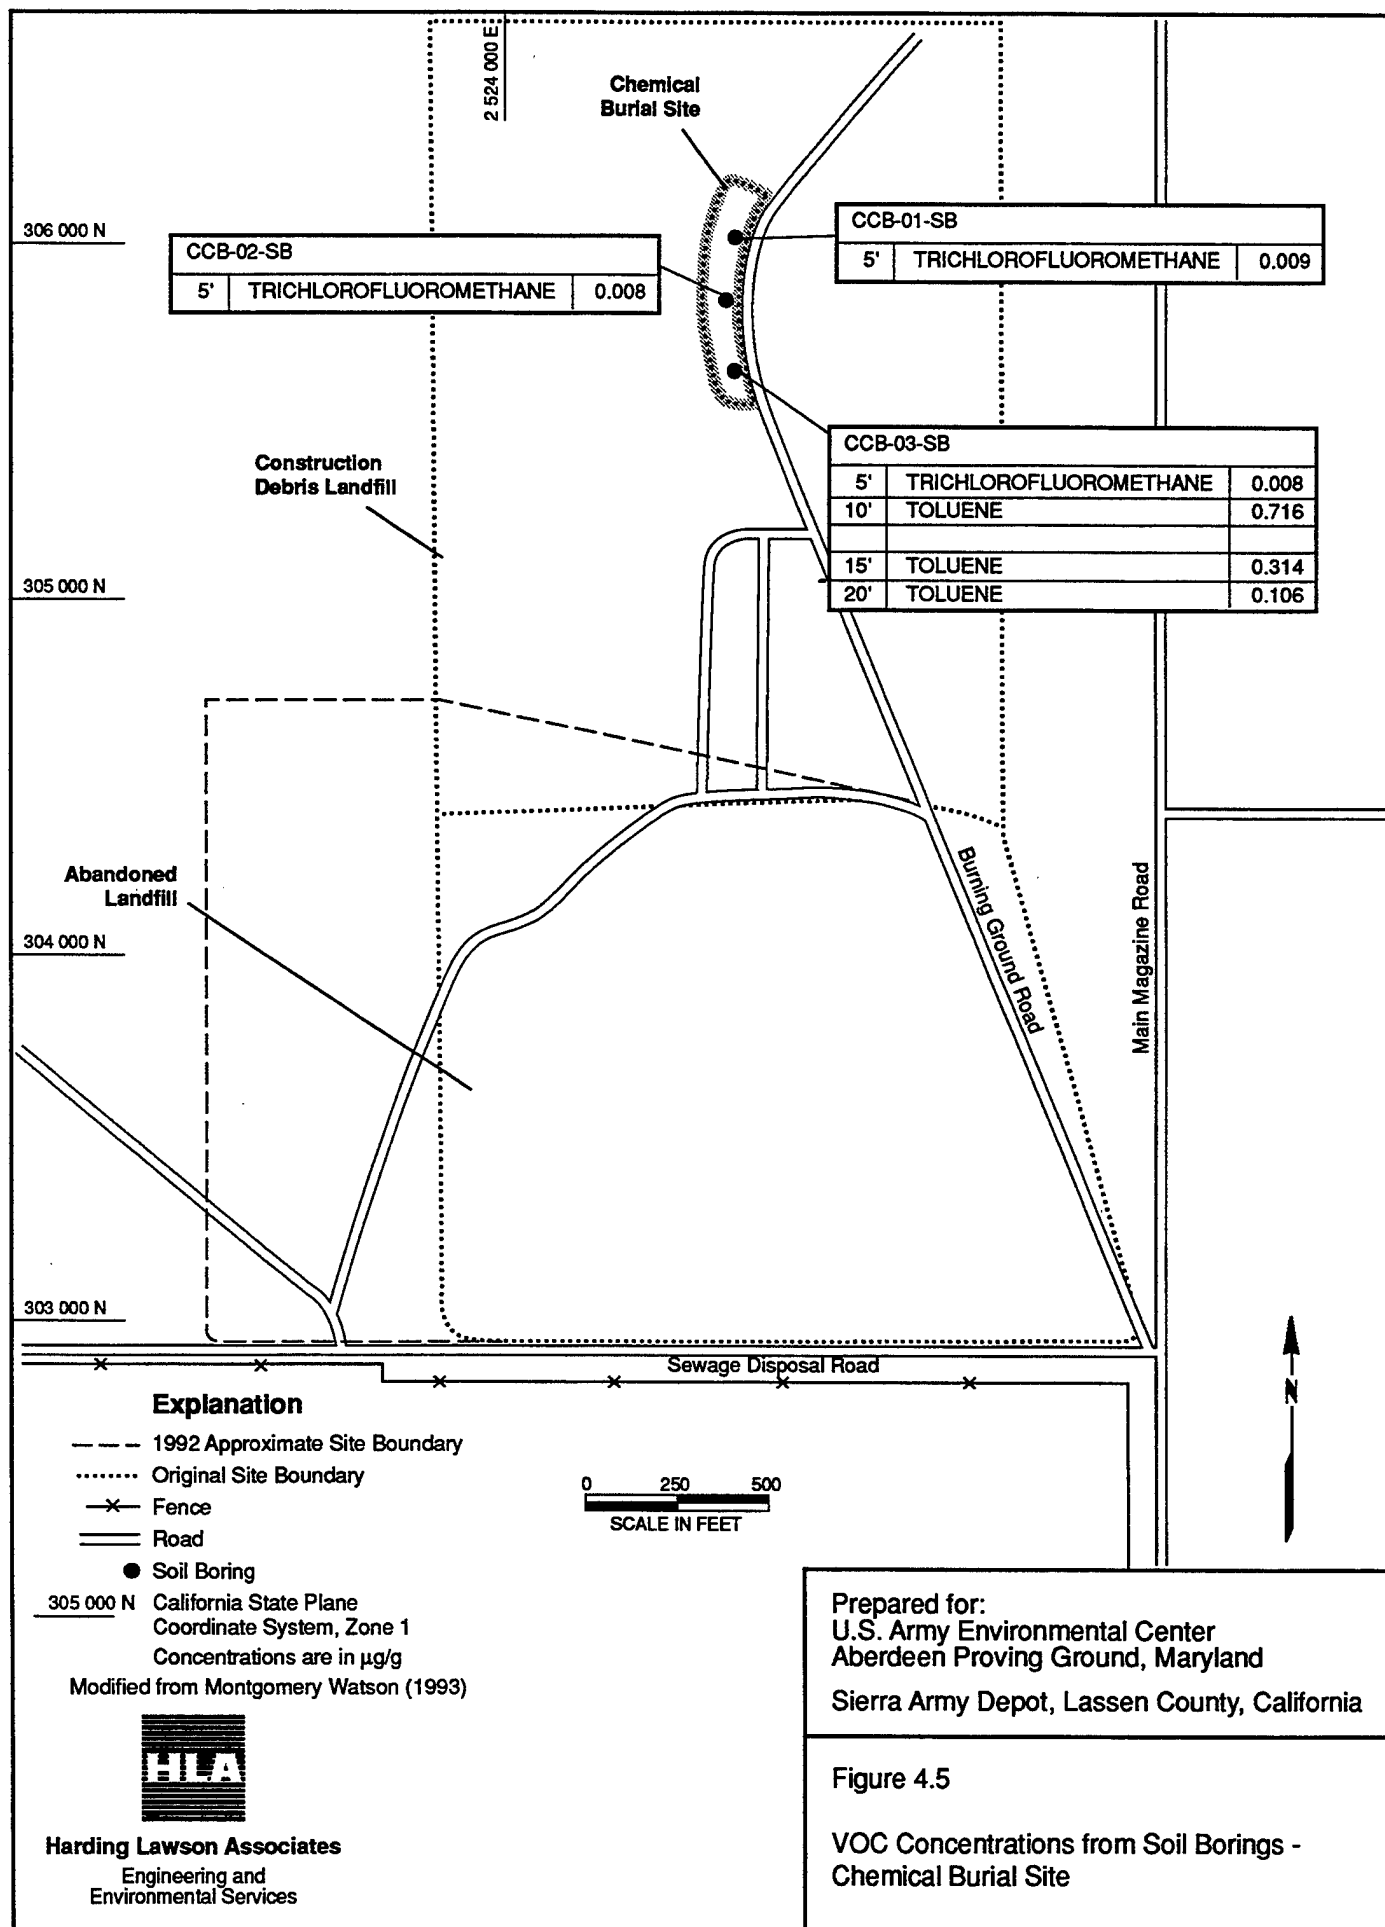 2 524 000 E
Chemical
Burial Site
306 000 N
CCB-01-SB
5' TRICHLOROFLUOROMETHANE 0.009
CCB-02-SB
5' TRICHLOROFLUOROMETHANE 0.008
CCB-03-SB
5' TRICHLOROFLUOROMETHANE 0.008
10' TOLUENE 0.716
15' TOLUENE 0.314
20' TOLUENE 0.106
Construction
Debris Landfill
305 000 N
Abandoned
Landfill
304 000 N
Burning Ground Road
Main Magazine Road
303 000 N
Sewage Disposal Road
Explanation
1992 Approximate Site Boundary
Original Site Boundary
Fence
Road
Soil Boring
305 000 N California State Plane
Coordinate System, Zone 1
Concentrations are in µg/g
Modified from Montgomery Watson (1993)
0 250 500
SCALE IN FEET
N
HLA
Harding Lawson Associates
Engineering and
Environmental Services
Prepared for:
U.S. Army Environmental Center
Aberdeen Proving Ground, Maryland
Sierra Army Depot, Lassen County, California
Figure 4.5
VOC Concentrations from Soil Borings -
Chemical Burial Site